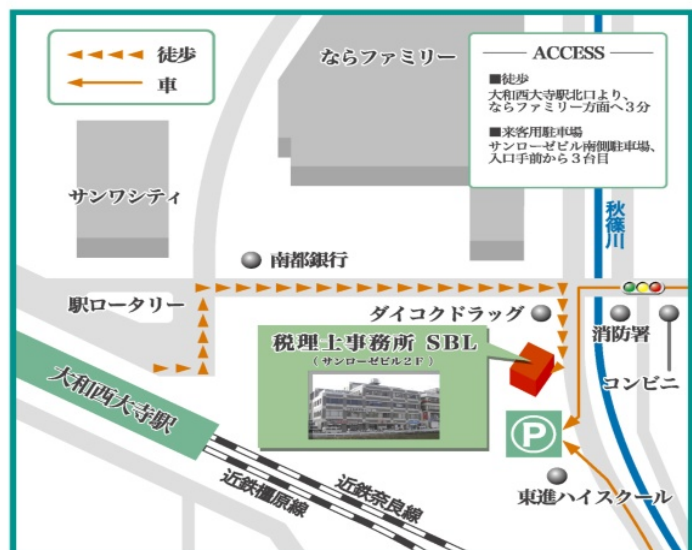 徒歩
車
ならファミリー
ACCESS
■徒歩
大和西大寺駅北口より、
ならファミリー方面へ3分
■来客用駐車場
サンローゼビル南側駐車場、
入口手前から3台目
サンワシティ
秋篠川
南都銀行
駅ロータリー
ダイコクドラッグ
消防署
コンビニ
税理士事務所 SBL
(サンローゼビル2F)
大和西大寺駅
P
近鉄奈良線
近鉄橿原線
東進ハイスクール